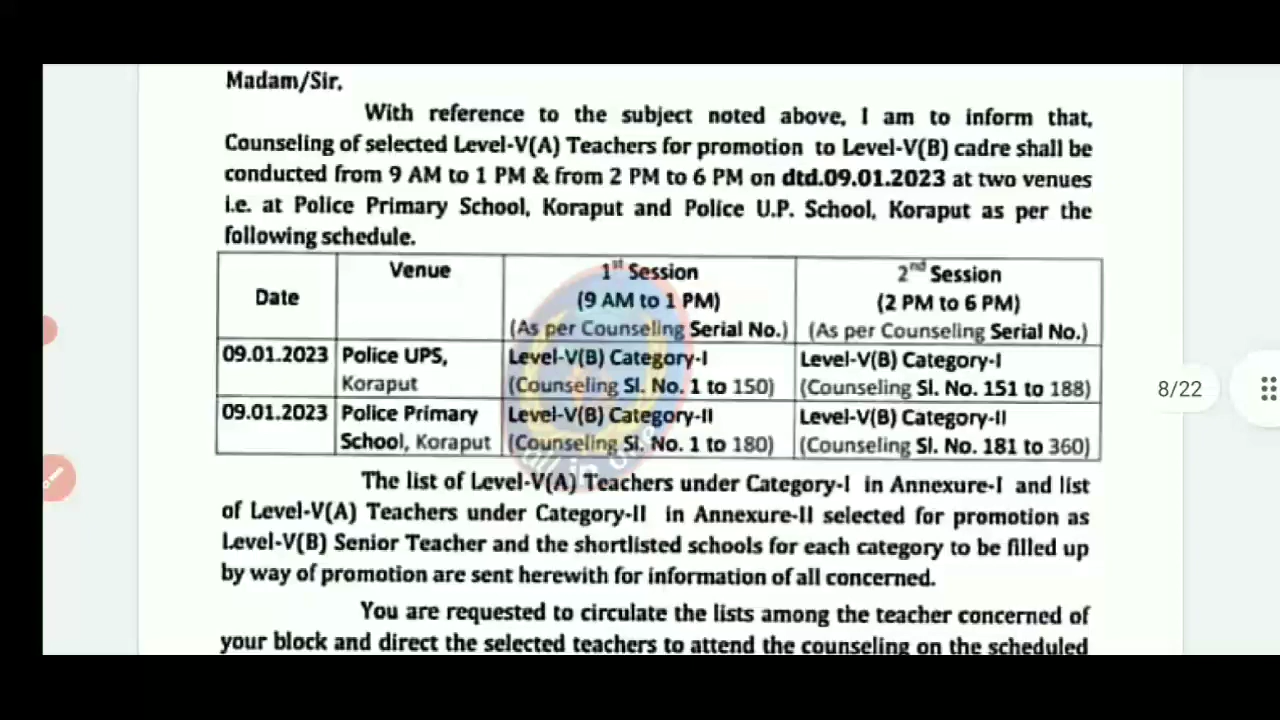 Madam/Sir,
With reference to the subject noted above, I am to inform that,
Counseling of selected Level-V(A) Teachers for promotion to Level-V(B) cadre shall be
conducted from 9 AM to 1 PM & from 2 PM to 6 PM on dtd.09.01.2023 at two venues
i.e. at Police Primary School, Koraput and Police U.P. School, Koraput as per the
following schedule.
Date
Venue
1st Session
(9 AM to 1 PM)
(As per Counseling Serial No.)
2nd Session
(2 PM to 6 PM)
(As per Counseling Serial No.)
09.01.2023
Police UPS,
Koraput
Level-V(B) Category-I
(Counseling Sl. No. 1 to 150)
Level-V(B) Category-I
(Counseling Sl. No. 151 to 188)
09.01.2023
Police Primary
School, Koraput
Level-V(B) Category-II
(Counseling Sl. No. 1 to 180)
Level-V(B) Category-II
(Counseling Sl. No. 181 to 360)
The list of Level-V(A) Teachers under Category-I in Annexure-I and list
of Level-V(A) Teachers under Category-II in Annexure-II selected for promotion as
Level-V(B) Senior Teacher and the shortlisted schools for each category to be filled up
by way of promotion are sent herewith for information of all concerned.
You are requested to circulate the lists among the teacher concerned of
your block and direct the selected teachers to attend the counseling on the scheduled
8/22